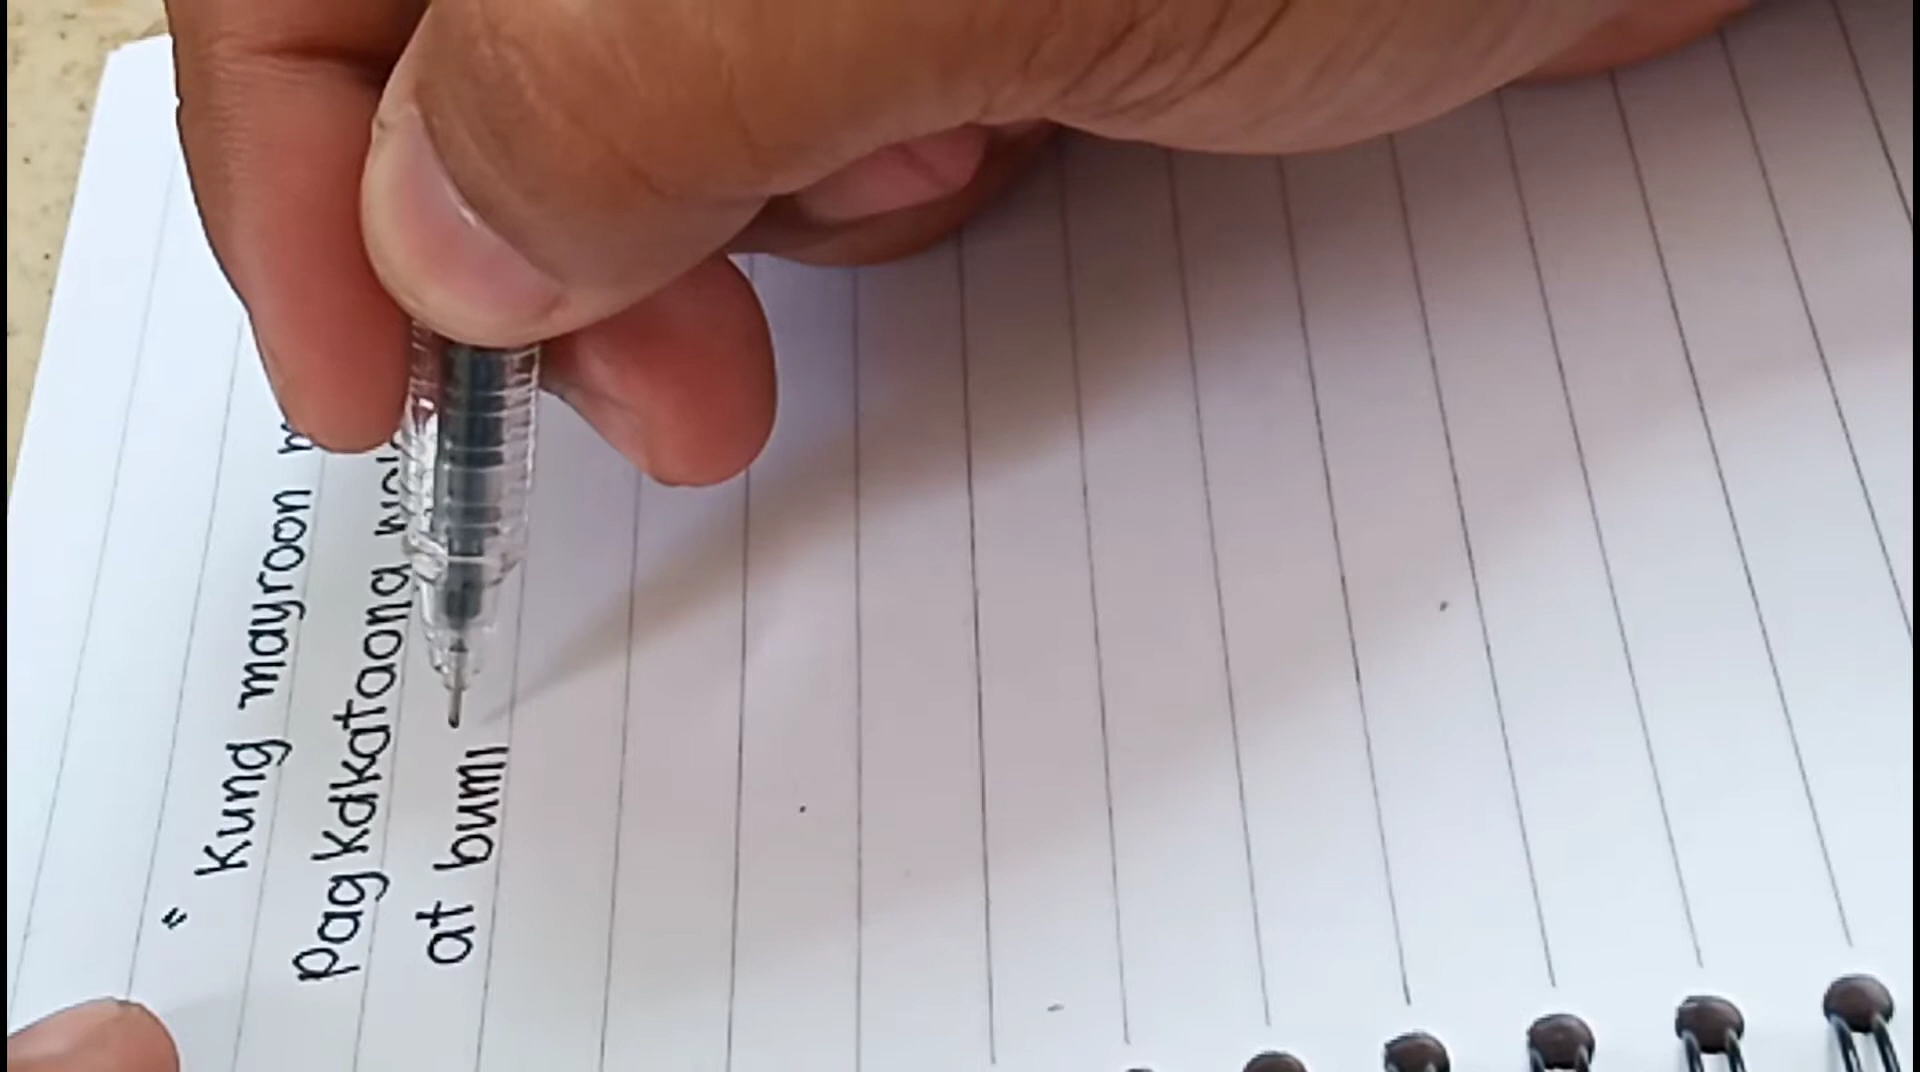 " Kung mayroon
Pagkakataong
at bumi